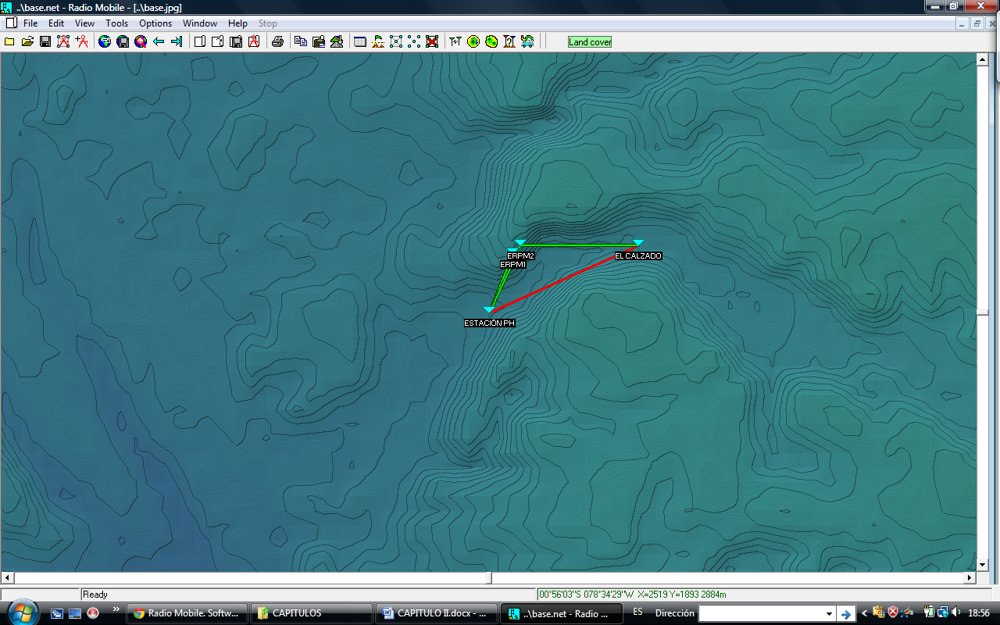 ..\base.net - Radio Mobile - [..\base.jpg]
File Edit View Tools Options Window Help Stop
Land cover
ERPM2
EL CALZADO
ERPM1
ESTACIÓN PH
Ready
00°56'03"S 078°34'29"W X=2519 Y=1893 2884m
Radio Mobile. Softw...
CAPITULOS
CAPITULO II.docx - ...
..\base.net - Radio ...
ES
Dirección
18:56